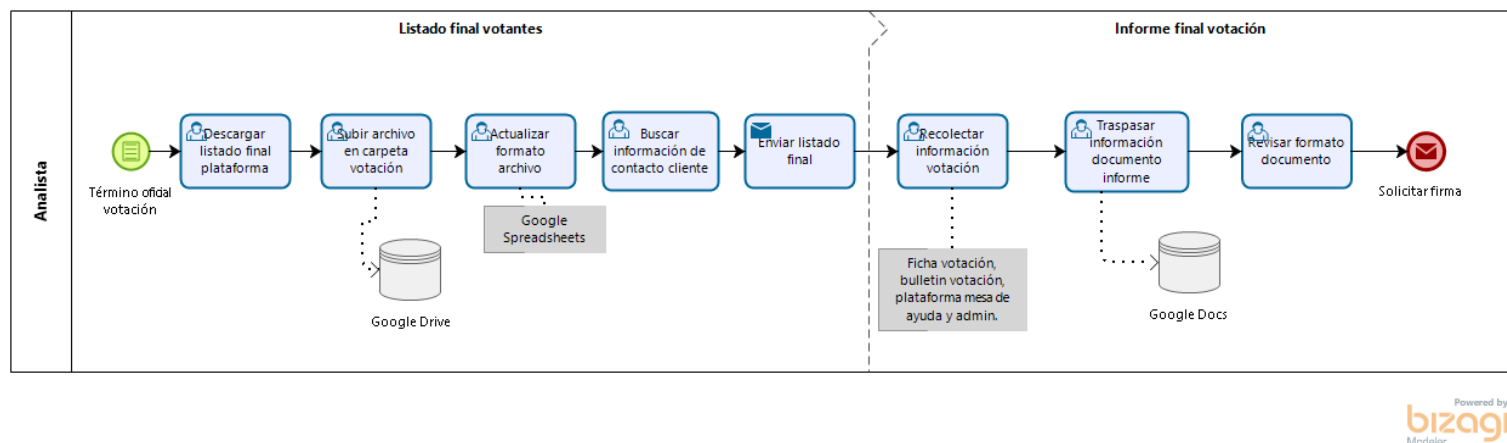 Listado final votantes
Informe final votación
Analista
Término oficial
votación
Descargar
listado final
plataforma
Subir archivo
en carpeta
votación
Actualizar
formato
archivo
Buscar
información de
contacto cliente
Enviar listado
final
Recolectar
información
votación
Traspasar
información
documento
informe
Revisar formato
documento
Solicitar firma
Google
Spreadsheets
Google Drive
Ficha votación,
bulletin votación,
plataforma mesa de
ayuda y admin.
Google Docs
Powered by
bizagi
Modeler